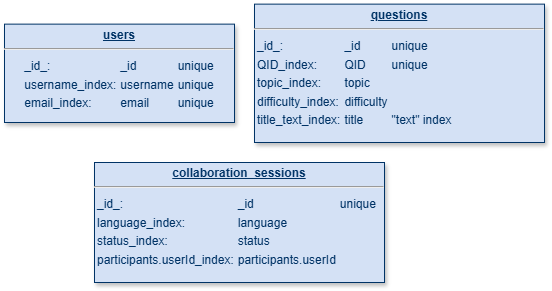 users
_id_: _id unique
username_index: username unique
email_index: email unique
questions
_id_: _id unique
QID_index: QID unique
topic_index: topic
difficulty_index: difficulty
title_text_index: title "text" index
collaboration_sessions
_id_: _id unique
language_index: language
status_index: status
participants.userId_index: participants.userId